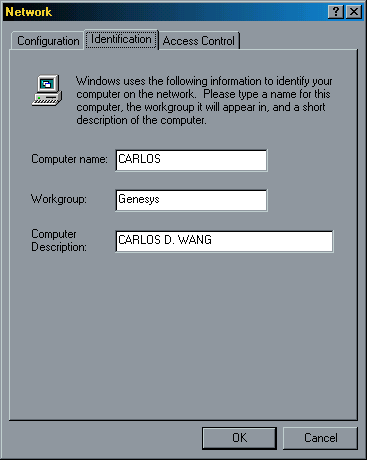 Network
Configuration Identification Access Control
Windows uses the following information to identify your
computer on the network. Please type a name for this
computer, the workgroup it will appear in, and a short
description of the computer.
Computer name: CARLOS
Workgroup: Genesys
Computer
Description: CARLOS D. WANG
OK Cancel